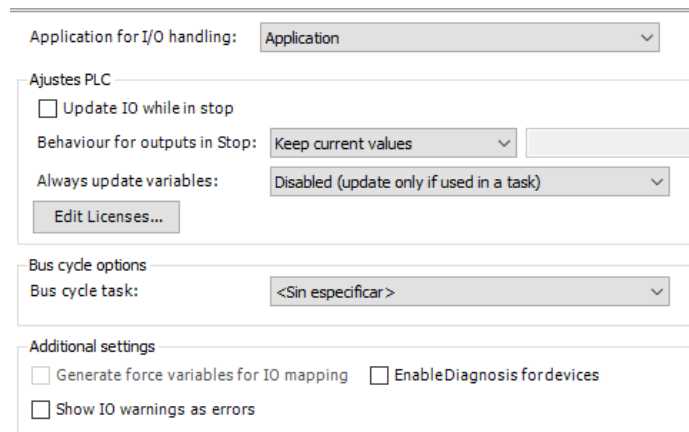 Application for I/O handling: Application
Ajustes PLC
Update IO while in stop
Behaviour for outputs in Stop: Keep current values
Always update variables: Disabled (update only if used in a task)
Edit Licenses...
Bus cycle options
Bus cycle task: <Sin especificar>
Additional settings
Generate force variables for IO mapping Enable Diagnosis for devices
Show IO warnings as errors